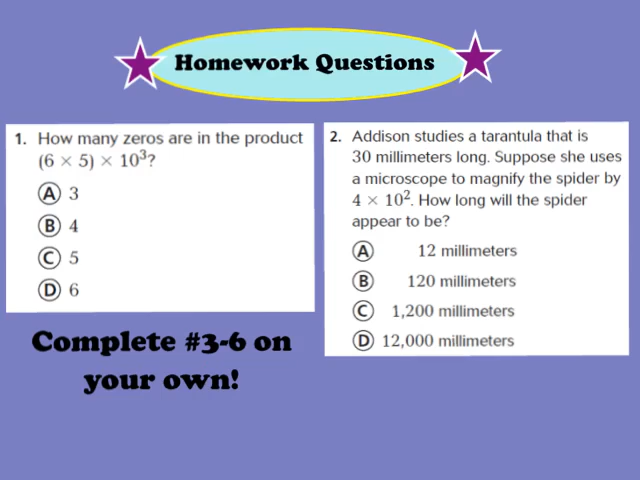 Homework Questions
1. How many zeros are in the product
(6 × 5) × 10³?
A 3
B 4
C 5
D 6
2. Addison studies a tarantula that is
30 millimeters long. Suppose she uses
a microscope to magnify the spider by
4 × 10². How long will the spider
appear to be?
A 12 millimeters
B 120 millimeters
C 1,200 millimeters
D 12,000 millimeters
Complete #3-6 on
your own!